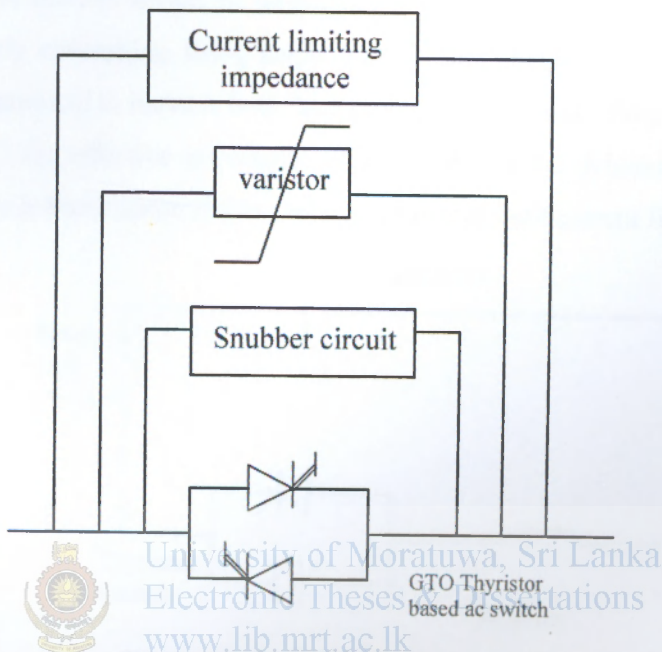 Current limiting
impedance
varistor
Snubber circuit
University of Moratuwa, Sri Lanka.
Electronic Theses & Dissertations
www.lib.mrt.ac.lk
GTO Thyristor
based ac switch